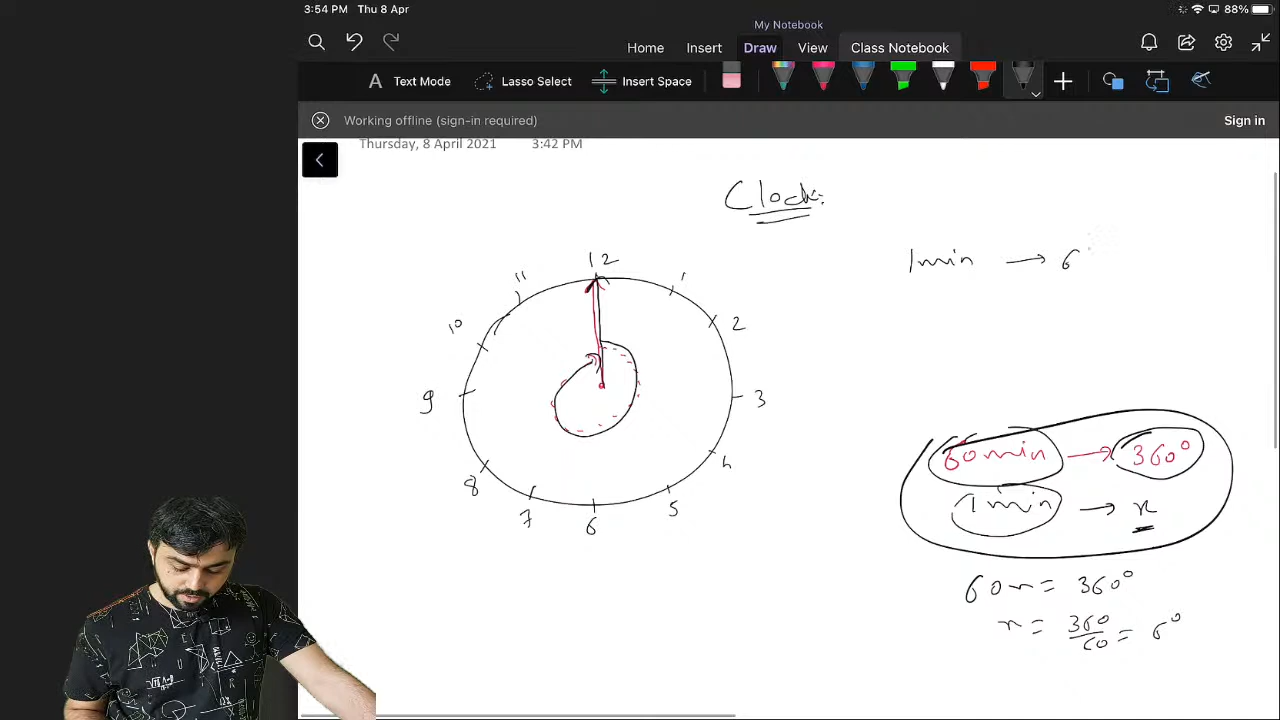 3:54 PM Thu 8 Apr
88%
My Notebook
Home Insert Draw View Class Notebook
Text Mode Lasso Select Insert Space
Working offline (sign-in required) Sign in
Thursday, 8 April 2021 3:42 PM
Clock:
1min → 6
12
11 1
10 2
9 3
8 4
7 5
6
60min → 360°
1min → x
60x = 360°
x = 360/60 = 6°